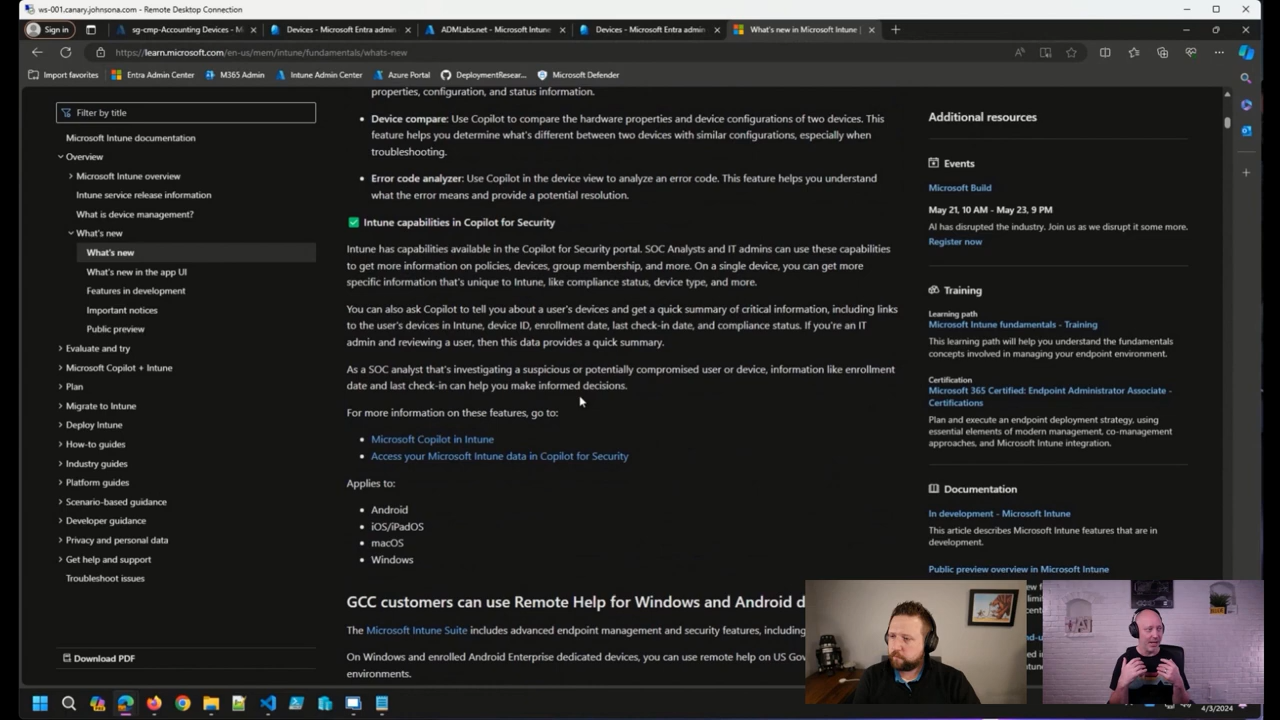 ws-001.canary.johnsona.com - Remote Desktop Connection
Sign in
sg-cmp-Accounting Devices - M
Devices - Microsoft Entra admin
ADMLabs.net - Microsoft Intune
Devices - Microsoft Entra admin
What's new in Microsoft Intune |
https://learn.microsoft.com/en-us/mem/intune/fundamentals/whats-new
Import favorites
Entra Admin Center
M365 Admin
Intune Admin Center
Azure Portal
DeploymentResear...
Microsoft Defender
Filter by title
Microsoft Intune documentation
Overview
Microsoft Intune overview
Intune service release information
What is device management?
What's new
What's new
What's new in the app UI
Features in development
Important notices
Public preview
Evaluate and try
Microsoft Copilot + Intune
Plan
Migrate to Intune
Deploy Intune
How-to guides
Industry guides
Platform guides
Scenario-based guidance
Developer guidance
Privacy and personal data
Get help and support
Troubleshoot issues
Download PDF
properties, configuration, and status information.
• Device compare: Use Copilot to compare the hardware properties and device configurations of two devices. This
feature helps you determine what's different between two devices with similar configurations, especially when
troubleshooting.
• Error code analyzer: Use Copilot in the device view to analyze an error code. This feature helps you understand
what the error means and provide a potential resolution.
✅ Intune capabilities in Copilot for Security
Intune has capabilities available in the Copilot for Security portal. SOC Analysts and IT admins can use these capabilities
to get more information on policies, devices, group membership, and more. On a single device, you can get more
specific information that's unique to Intune, like compliance status, device type, and more.
You can also ask Copilot to tell you about a user's devices and get a quick summary of critical information, including links
to the user's devices in Intune, device ID, enrollment date, last check-in date, and compliance status. If you're an IT
admin and reviewing a user, then this data provides a quick summary.
As a SOC analyst that's investigating a suspicious or potentially compromised user or device, information like enrollment
date and last check-in can help you make informed decisions.
For more information on these features, go to:
• Microsoft Copilot in Intune
• Access your Microsoft Intune data in Copilot for Security
Applies to:
• Android
• iOS/iPadOS
• macOS
• Windows
GCC customers can use Remote Help for Windows and Android d
The Microsoft Intune Suite includes advanced endpoint management and security features, including
On Windows and enrolled Android Enterprise dedicated devices, you can use remote help on US Gov
environments.
Additional resources
Events
Microsoft Build
May 21, 10 AM - May 23, 9 PM
AI has disrupted the industry. Join us as we disrupt it some more.
Register now
Training
Learning path
Microsoft Intune fundamentals - Training
This learning path will help you understand the fundamentals
concepts involved in managing your endpoint environment.
Certification
Microsoft 365 Certified: Endpoint Administrator Associate -
Certifications
Plan and execute an endpoint deployment strategy, using
essential elements of modern management, co-management
approaches, and Microsoft Intune integration.
Documentation
In development - Microsoft Intune
This article describes Microsoft Intune features that are in
development.
Public preview overview in Microsoft Intune
4/3/2024